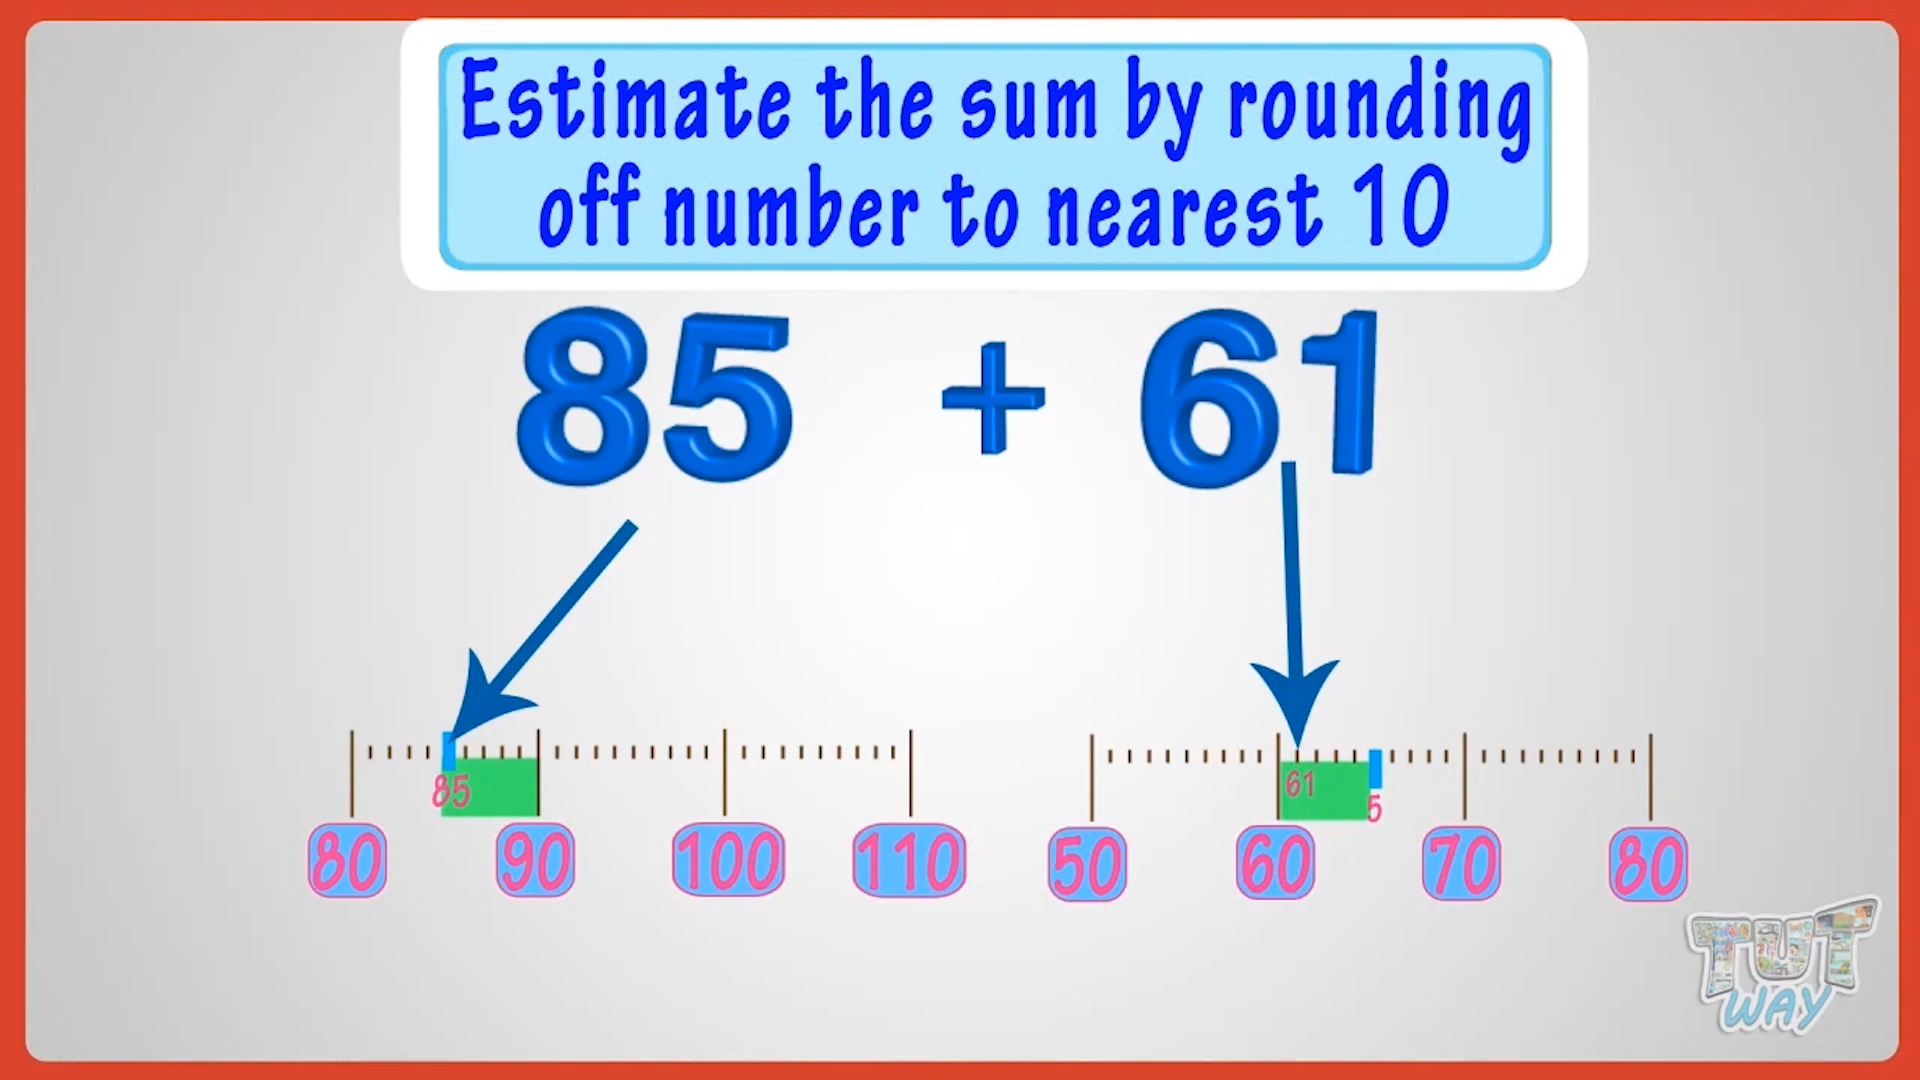 Estimate the sum by rounding
off number to nearest 10
85 + 61
85
61
5
80 90 100 110 50 60 70 80
TUT
WAY